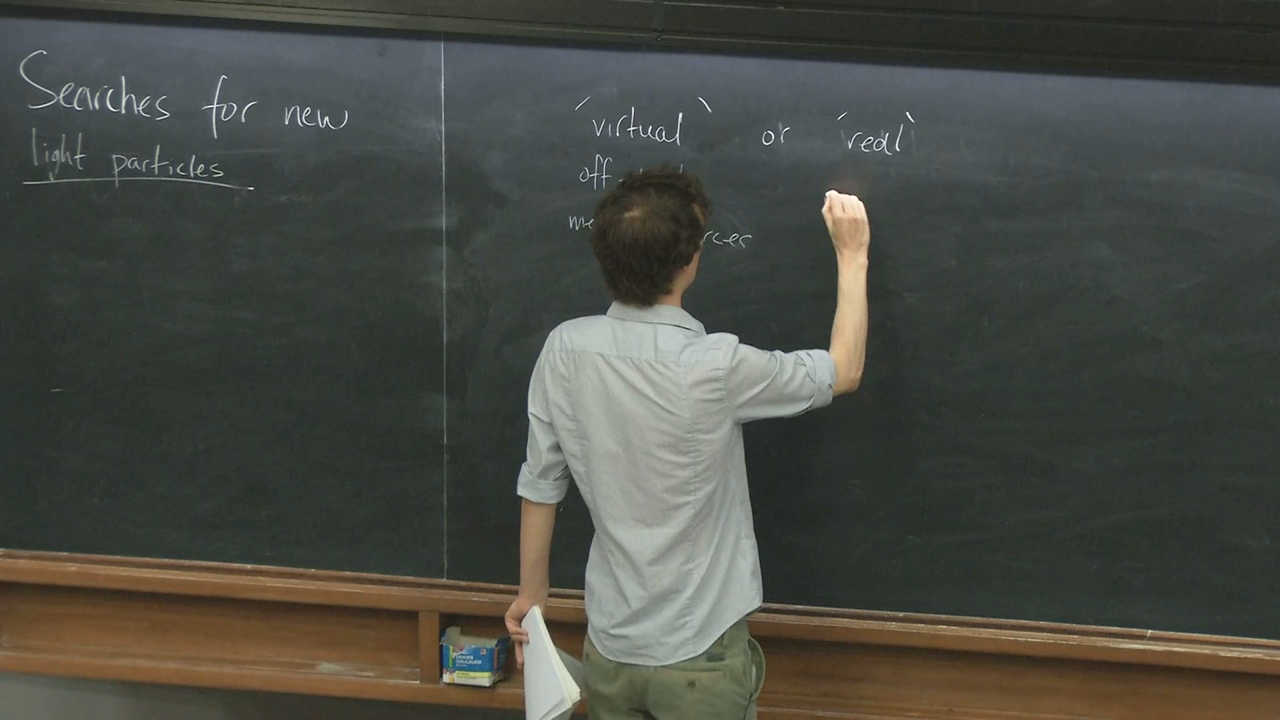 Searches for new
light particles
'virtual' or 'real'
off